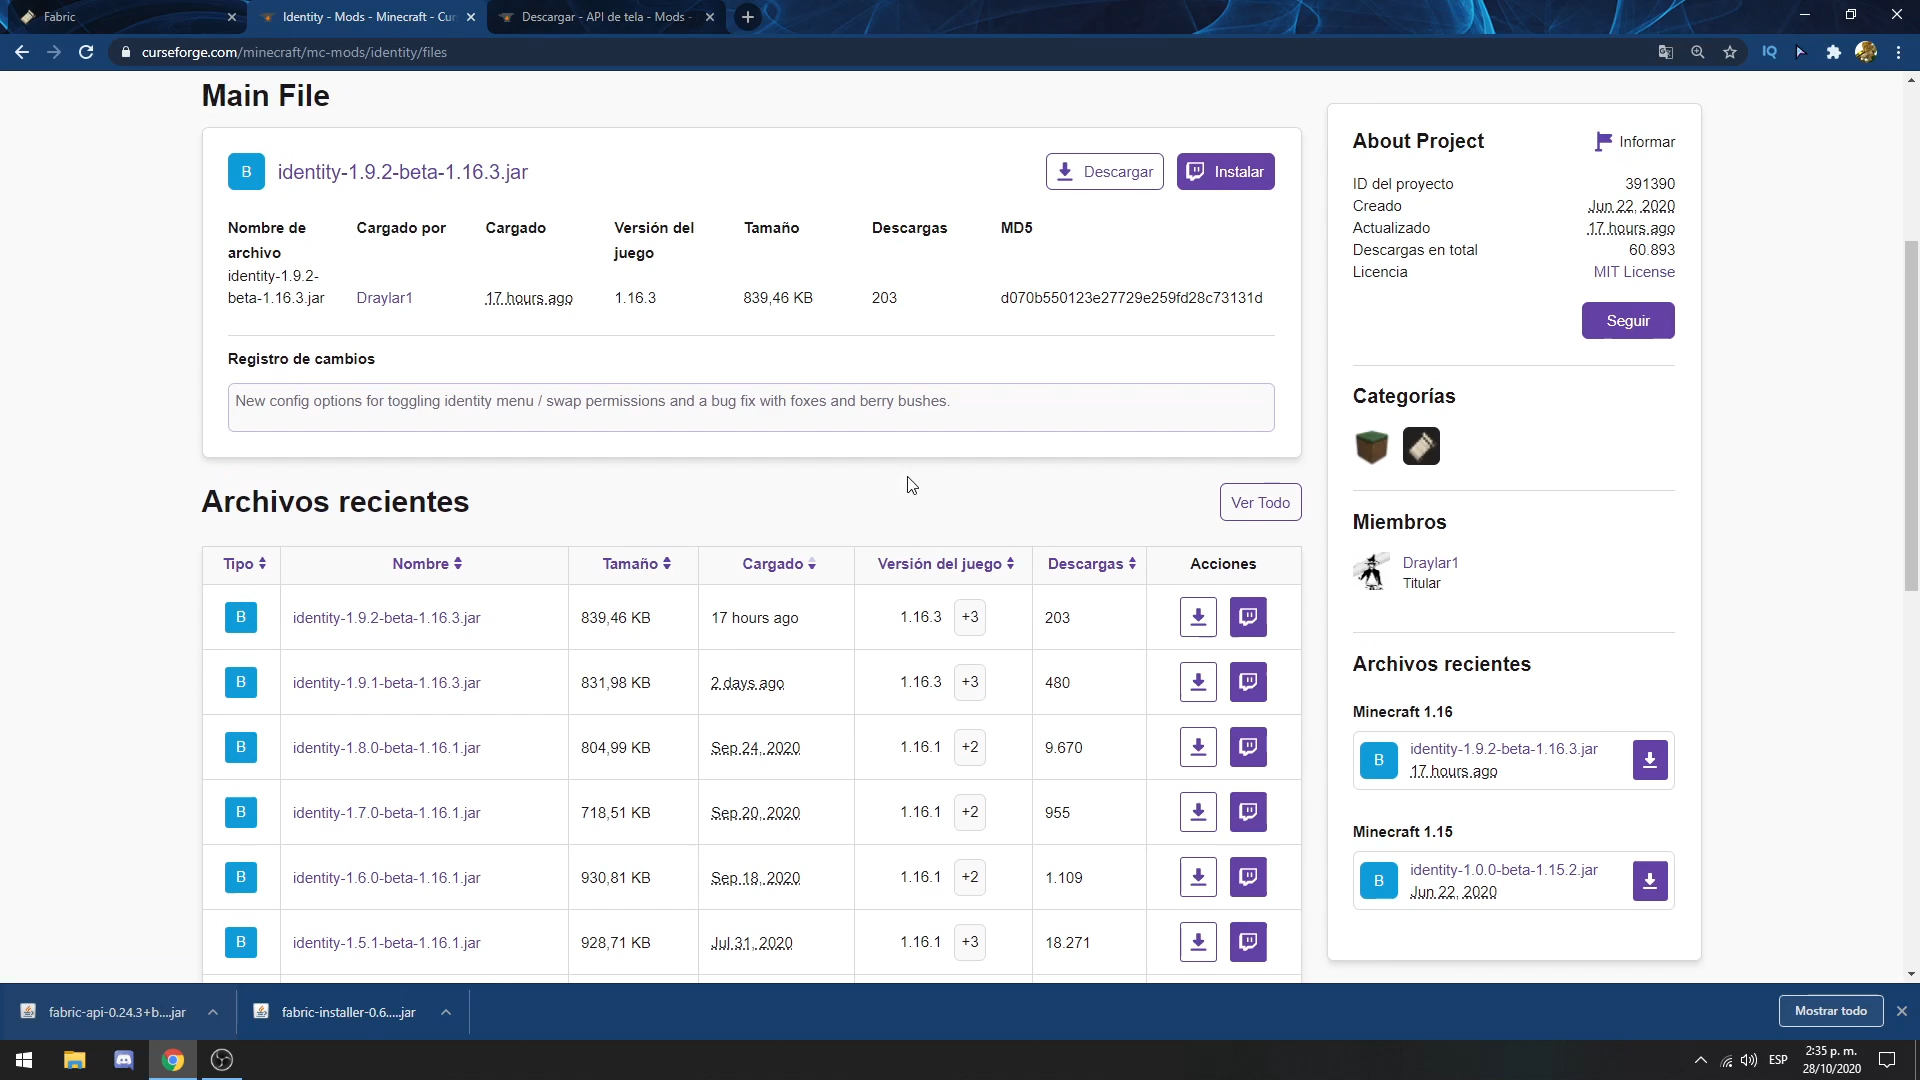 Fabric
Identity - Mods - Minecraft - Cur
Descargar - API de tela - Mods -
curseforge.com/minecraft/mc-mods/identity/files
IQ
Main File
B
identity-1.9.2-beta-1.16.3.jar
Descargar
Instalar
Nombre de archivo
Cargado por
Cargado
Versión del juego
Tamaño
Descargas
MD5
identity-1.9.2-
beta-1.16.3.jar
Draylar1
17 hours ago
1.16.3
839,46 KB
203
d070b550123e27729e259fd28c73131d
Registro de cambios
New config options for toggling identity menu / swap permissions and a bug fix with foxes and berry bushes.
Archivos recientes
Ver Todo
Tipo Nombre Tamaño Cargado Versión del juego Descargas Acciones
B identity-1.9.2-beta-1.16.3.jar 839,46 KB 17 hours ago 1.16.3 +3 203
B identity-1.9.1-beta-1.16.3.jar 831,98 KB 2 days ago 1.16.3 +3 480
B identity-1.8.0-beta-1.16.1.jar 804,99 KB Sep 24, 2020 1.16.1 +2 9.670
B identity-1.7.0-beta-1.16.1.jar 718,51 KB Sep 20, 2020 1.16.1 +2 955
B identity-1.6.0-beta-1.16.1.jar 930,81 KB Sep 18, 2020 1.16.1 +2 1.109
B identity-1.5.1-beta-1.16.1.jar 928,71 KB Jul 31, 2020 1.16.1 +3 18.271
About Project
Informar
ID del proyecto 391390
Creado Jun 22, 2020
Actualizado 17 hours ago
Descargas en total 60.893
Licencia MIT License
Seguir
Categorías
Miembros
Draylar1
Titular
Archivos recientes
Minecraft 1.16
B
identity-1.9.2-beta-1.16.3.jar
17 hours ago
Minecraft 1.15
B
identity-1.0.0-beta-1.15.2.jar
Jun 22, 2020
fabric-api-0.24.3+b....jar
fabric-installer-0.6.....jar
Mostrar todo
ESP
2:35 p. m.
28/10/2020